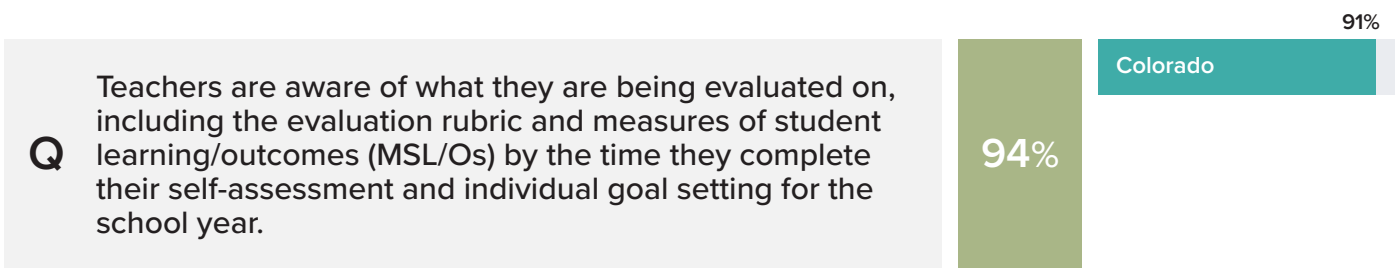 91%
Colorado
Q
Teachers are aware of what they are being evaluated on,
including the evaluation rubric and measures of student
learning/outcomes (MSL/Os) by the time they complete
their self-assessment and individual goal setting for the
school year.
94%